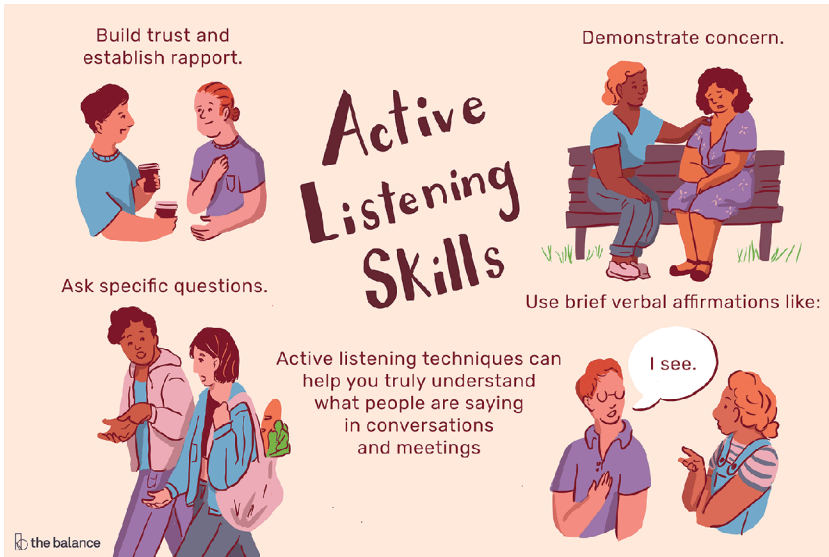 Build trust and
establish rapport.
Demonstrate concern.
Active
Listening
Skills
Ask specific questions.
Use brief verbal affirmations like:
I see.
Active listening techniques can
help you truly understand
what people are saying
in conversations
and meetings
the balance